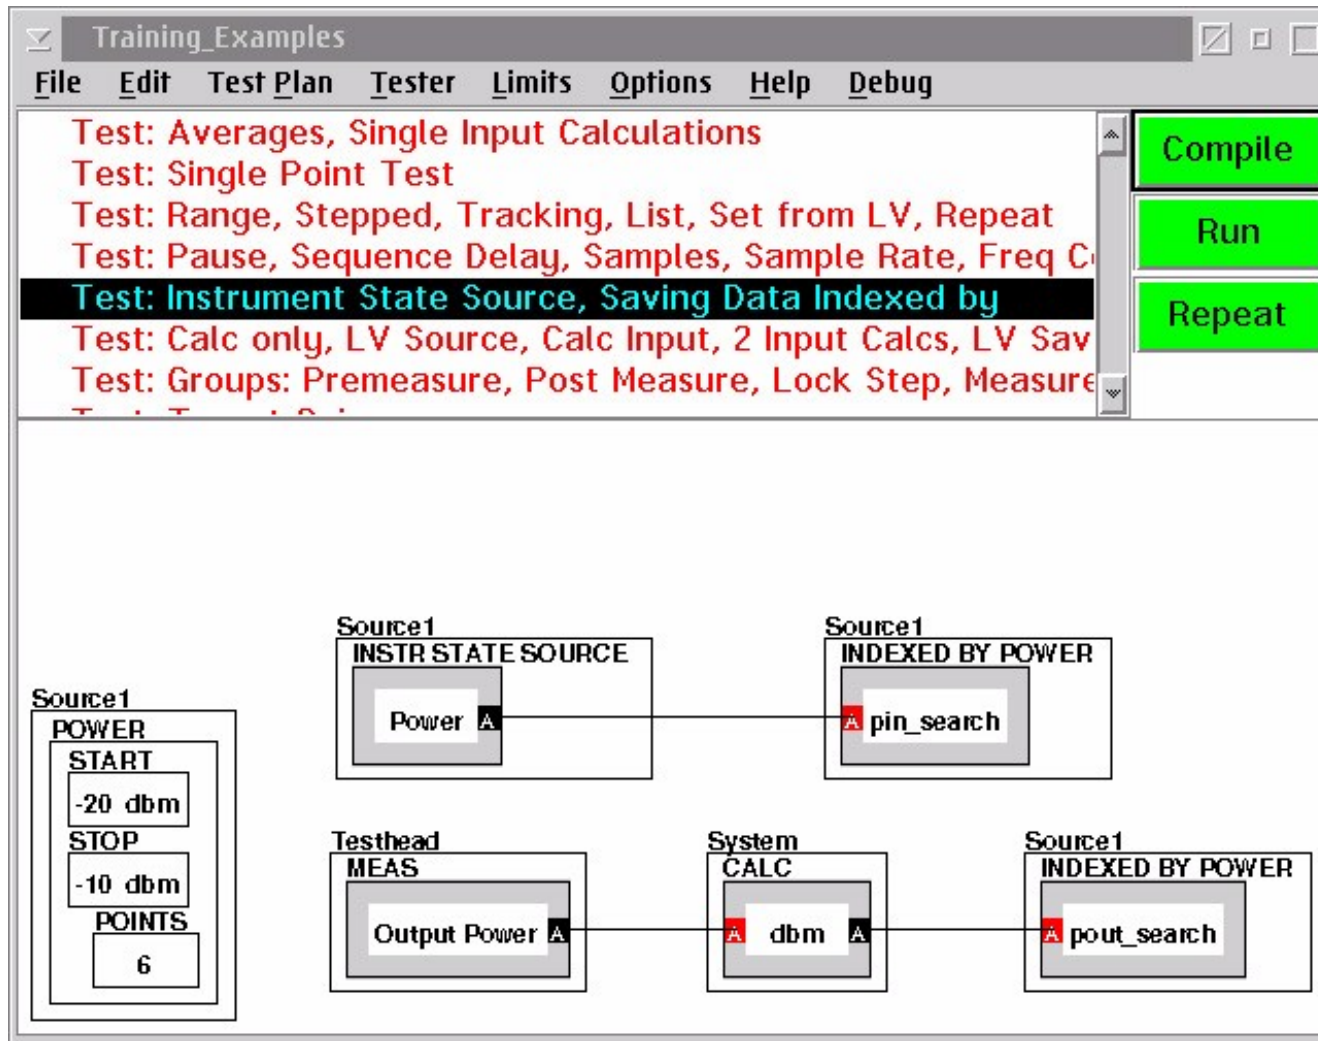 Training_Examples
File Edit Test Plan Tester Limits Options Help Debug
Test: Averages, Single Input Calculations
Test: Single Point Test
Test: Range, Stepped, Tracking, List, Set from LV, Repeat
Test: Pause, Sequence Delay, Samples, Sample Rate, Freq
Test: Instrument State Source, Saving Data Indexed by
Test: Calc only, LV Source, Calc Input, 2 Input Calcs, LV Sav
Test: Groups: Premeasure, Post Measure, Lock Step, Measure
Compile
Run
Repeat
Source1
INSTR STATE SOURCE
Power A
Source1
INDEXED BY POWER
A pin_search
Source1
POWER
START
-20 dbm
STOP
-10 dbm
POINTS
6
Testhead
MEAS
Output Power A
System
CALC
A dbm A
Source1
INDEXED BY POWER
A pout_search